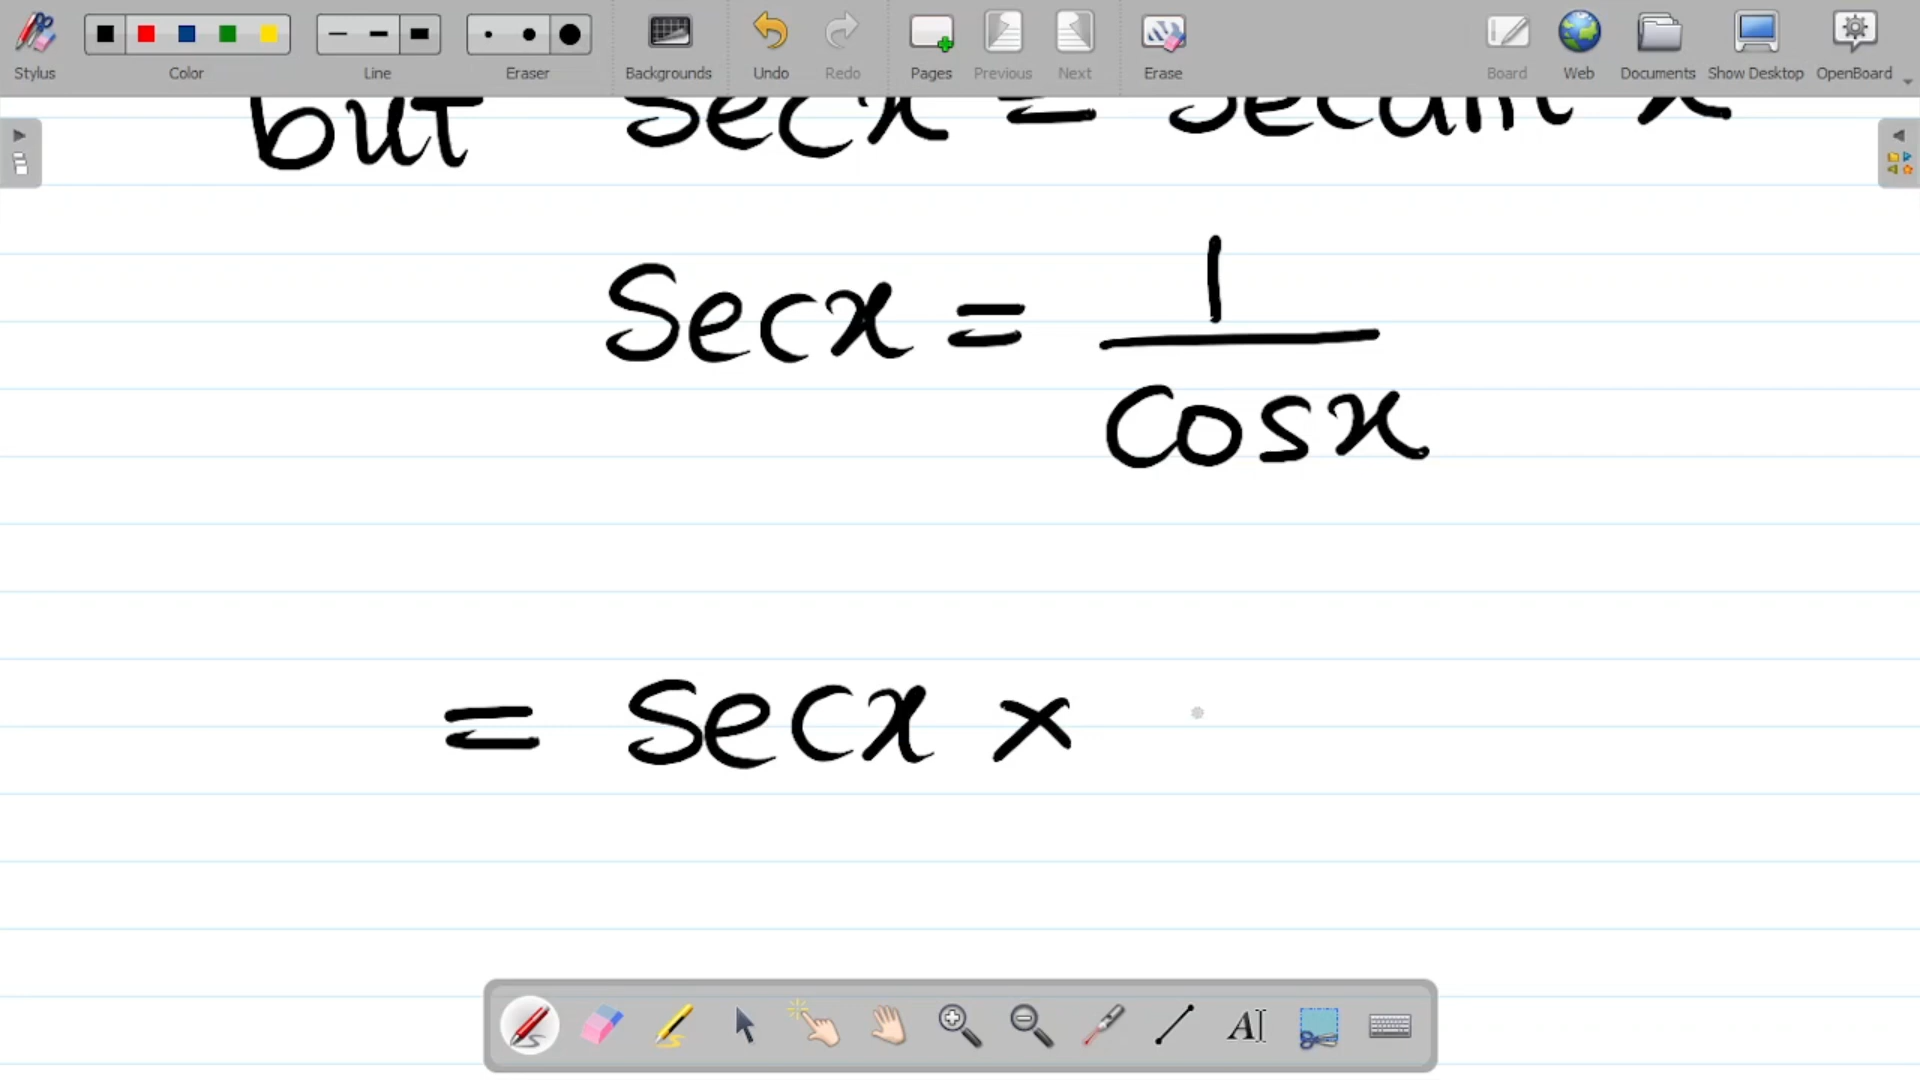 Stylus Color Line Eraser Backgrounds Undo Redo Pages Previous Next Erase Board Web Documents Show Desktop OpenBoard
but secx = secant x
Secx = 1
cosx
= secx ×